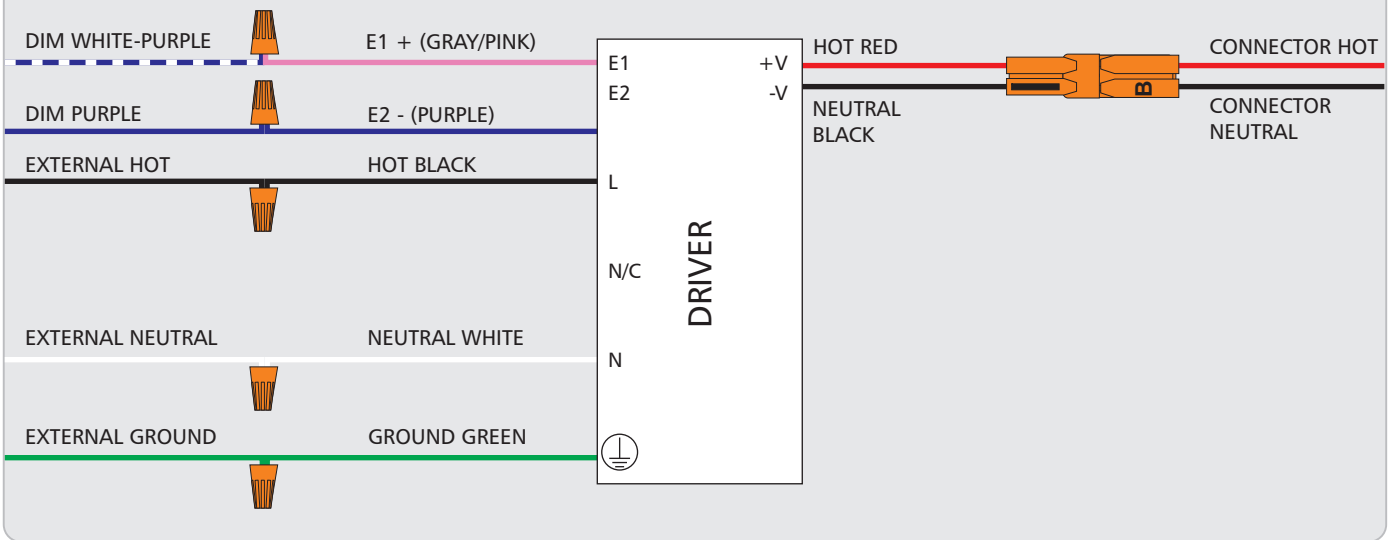 DIM WHITE-PURPLE
E1 + (GRAY/PINK)
HOT RED
CONNECTOR HOT
E1
+V
E2
-V
DIM PURPLE
E2 - (PURPLE)
NEUTRAL
BLACK
B
CONNECTOR
NEUTRAL
EXTERNAL HOT
HOT BLACK
L
DRIVER
N/C
EXTERNAL NEUTRAL
NEUTRAL WHITE
N
EXTERNAL GROUND
GROUND GREEN